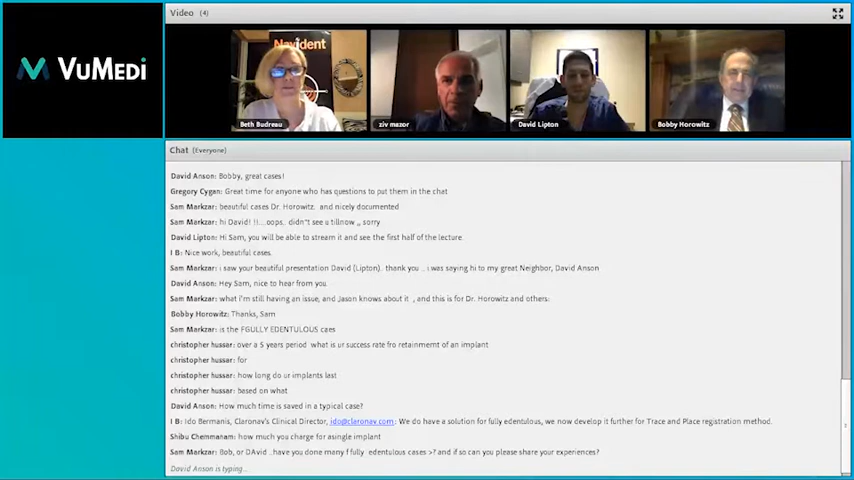 Video (4)
VuMedi
Navident
Beth Budreau
ziv mazor
David Lipton
Bobby Horowitz
Chat (Everyone)
David Anson: Bobby, great cases!
Gregory Cygan: Great time for anyone who has questions to put them in the chat
Sam Markzar: beautiful cases Dr. Horowitz. and nicely documented
Sam Markzar: hi David! !!....oops.. didn"t see u tillnow ,, sorry
David Lipton: Hi Sam, you will be able to stream it and see the first half of the lecture.
I B: Nice work, beautiful cases.
Sam Markzar: i saw your beautiful presentation David (Lipton). thank you .. i was saying hi to my great Neighbor, David Anson
David Anson: Hey Sam, nice to hear from you.
Sam Markzar: what i'm still having an issue, and Jason knows about it , and this is for Dr. Horowitz and others:
Bobby Horowitz: Thanks, Sam
Sam Markzar: is the FGULLY EDENTULOUS caes
christopher hussar: over a 5 years period what is ur success rate fro retainment of an implant
christopher hussar: for
christopher hussar: how long do ur implants last
christopher hussar: based on what
David Anson: How much time is saved in a typical case?
I B: Ido Bermanis, Claronav's Clinical Director, ido@claronav.com: We do have a solution for fully edentulous, we now develop it further for Trace and Place registration method.
Shibu Chemmanam: how much you charge for asingle implant
Sam Markzar: Bob, or DAvid ..have you done many f fully edentulous cases >? and if so can you please share your experiences?
David Anson is typing...